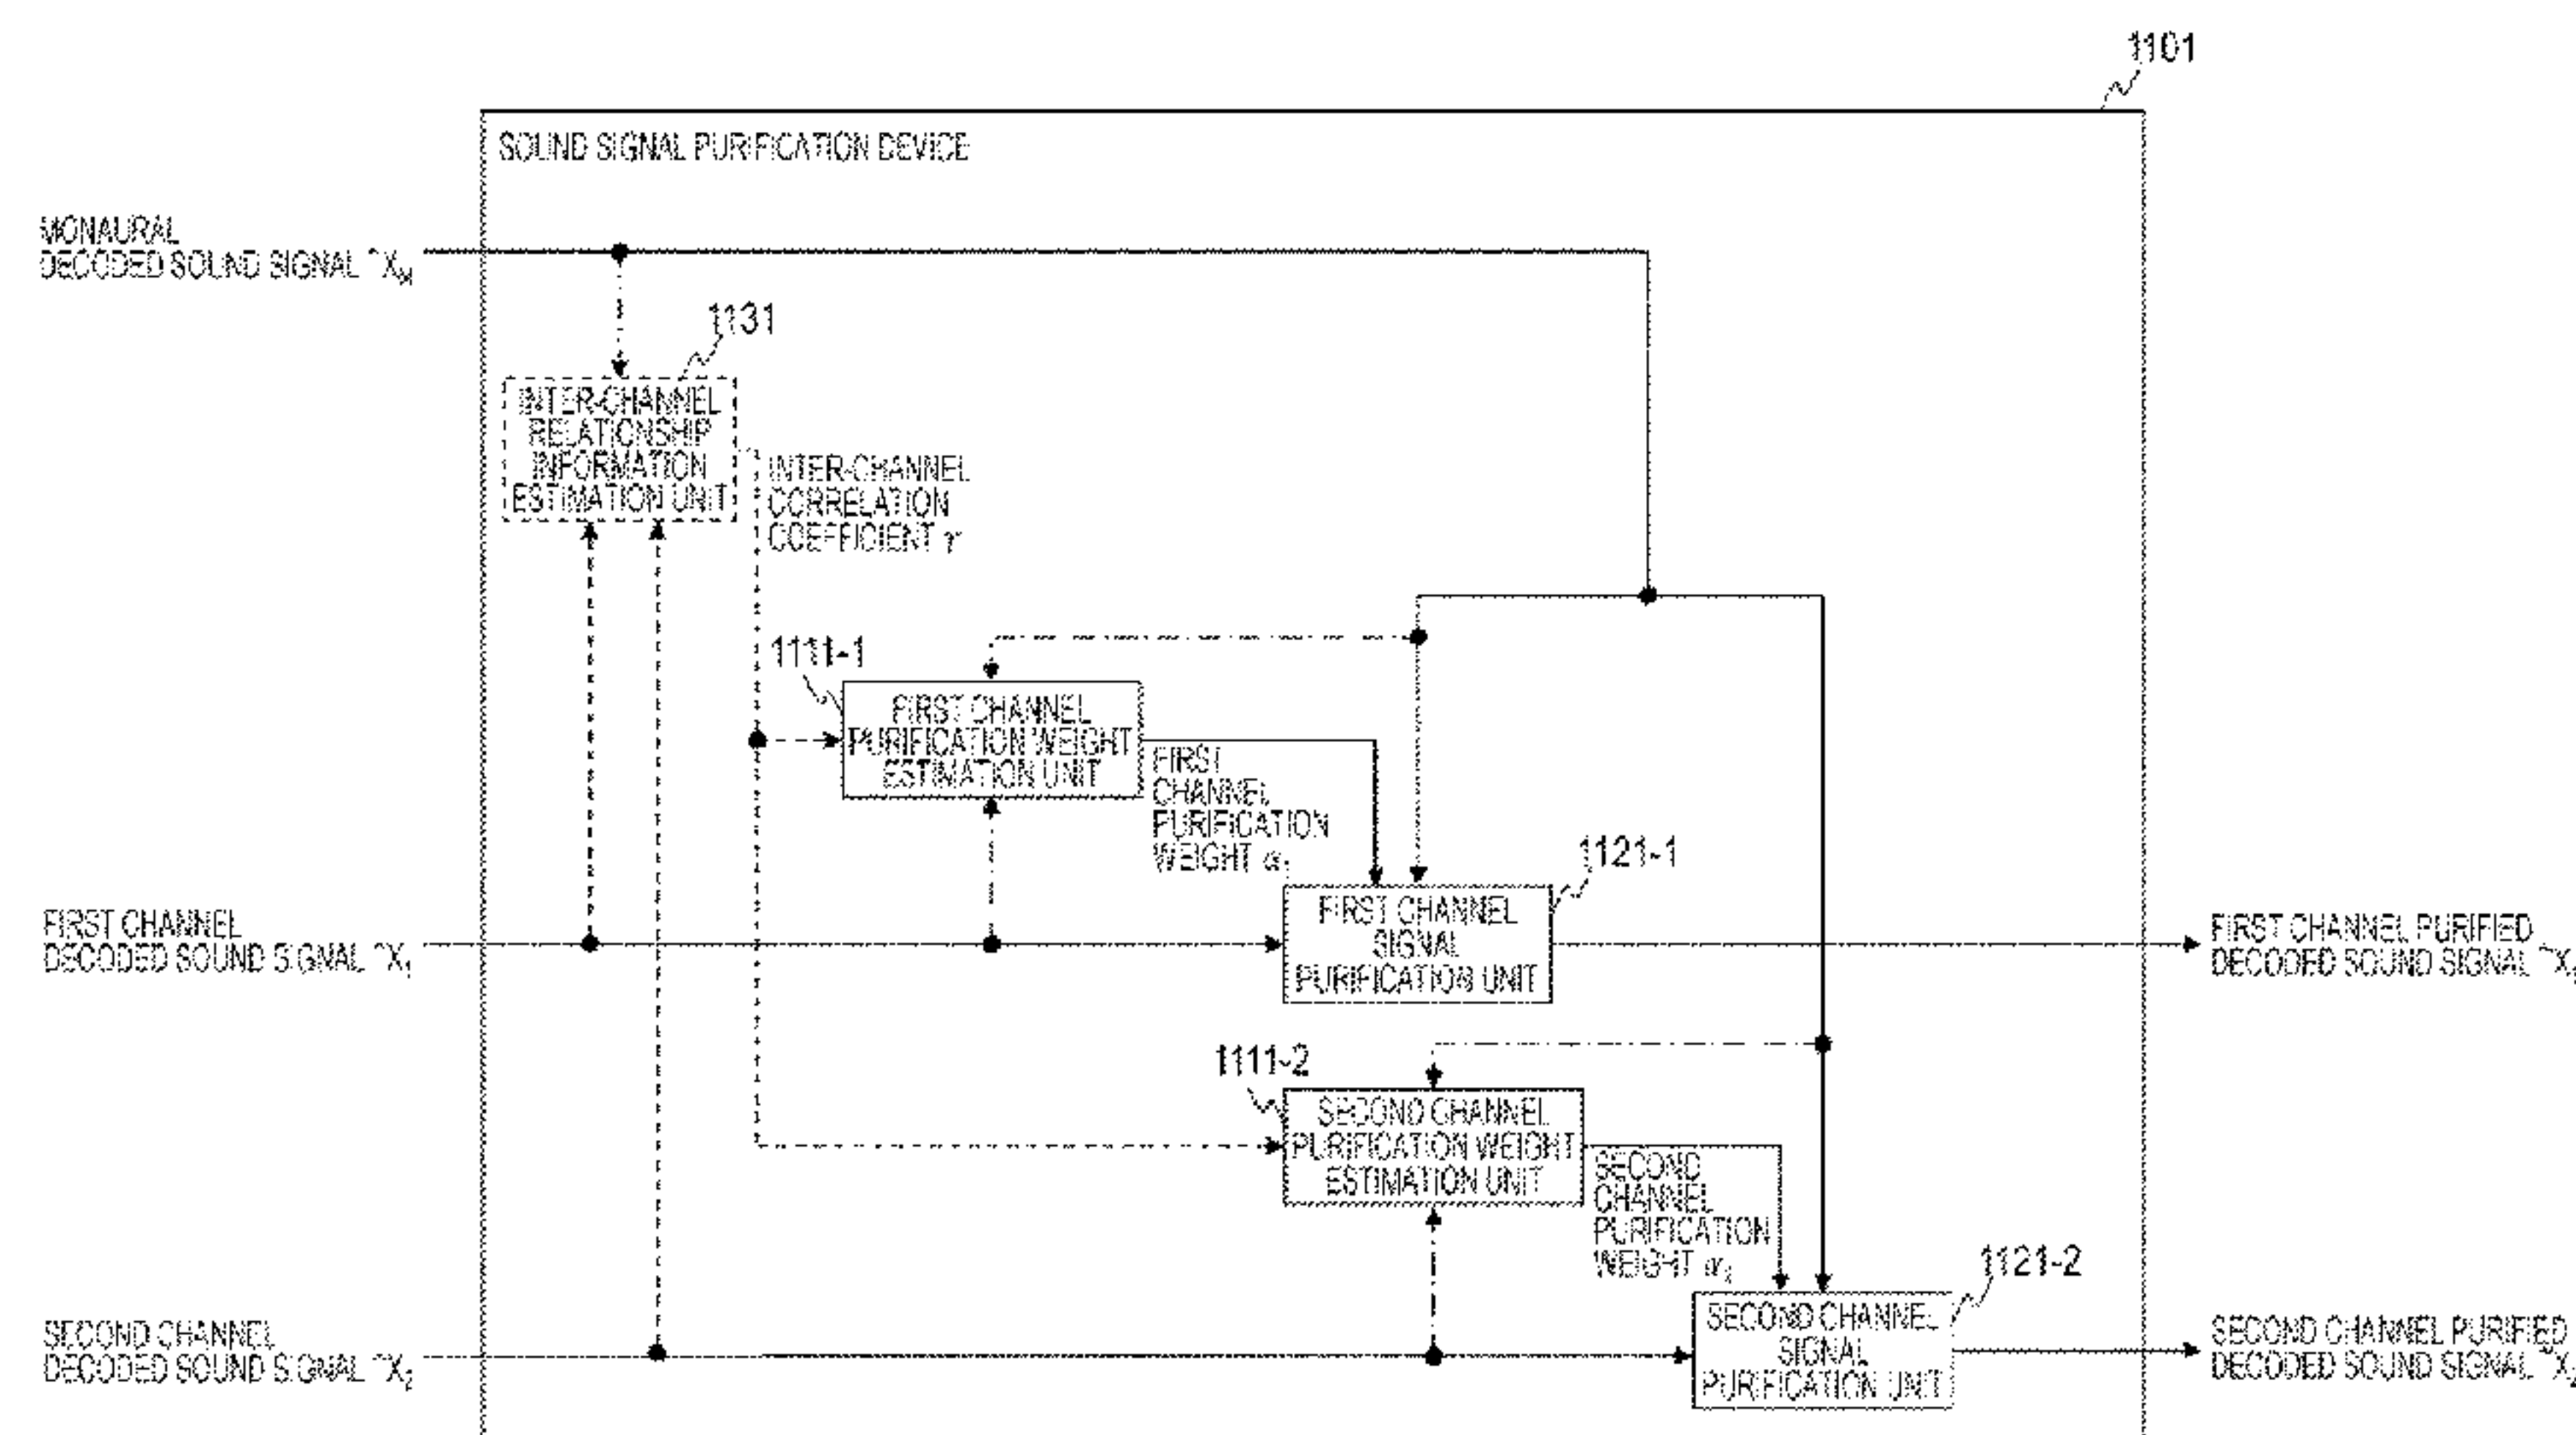 1101
SOUND SIGNAL PURIFICATION DEVICE
MONAURAL
DECODED SOUND SIGNAL ^X_M
1131
INTER-CHANNEL
RELATIONSHIP
INFORMATION
ESTIMATION UNIT
INTER-CHANNEL
CORRELATION
COEFFICIENT γ
1111-1
FIRST CHANNEL
PURIFICATION WEIGHT
ESTIMATION UNIT
FIRST
CHANNEL
PURIFICATION
WEIGHT α₁
1121-1
FIRST CHANNEL
SIGNAL
PURIFICATION UNIT
FIRST CHANNEL
DECODED SOUND SIGNAL ^X₁
FIRST CHANNEL PURIFIED
DECODED SOUND SIGNAL ~X₁
1111-2
SECOND CHANNEL
PURIFICATION WEIGHT
ESTIMATION UNIT
SECOND
CHANNEL
PURIFICATION
WEIGHT α₂
1121-2
SECOND CHANNEL
SIGNAL
PURIFICATION UNIT
SECOND CHANNEL
DECODED SOUND SIGNAL ^X₂
SECOND CHANNEL PURIFIED
DECODED SOUND SIGNAL ~X₂